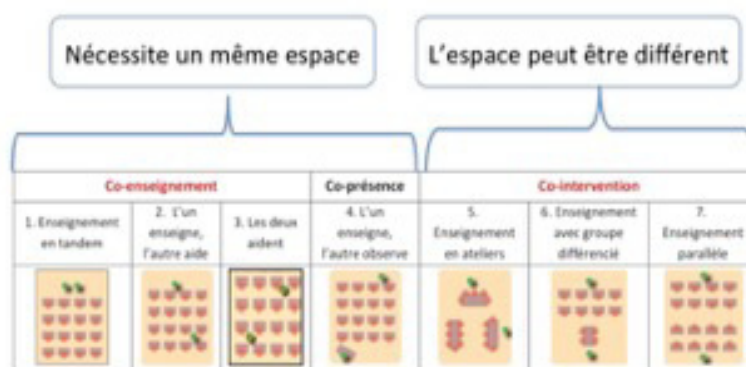 Nécessite un même espace
L'espace peut être différent
Co-enseignement
Co-présence
Co-intervention
1. Enseignement
en tandem
2. L'un
enseigne,
l'autre aide
3. Les deux
aident
4. L'un
enseigne,
l'autre observe
5.
Enseignement
en ateliers
6. Enseignement
avec groupe
différencié
7.
Enseignement
parallèle